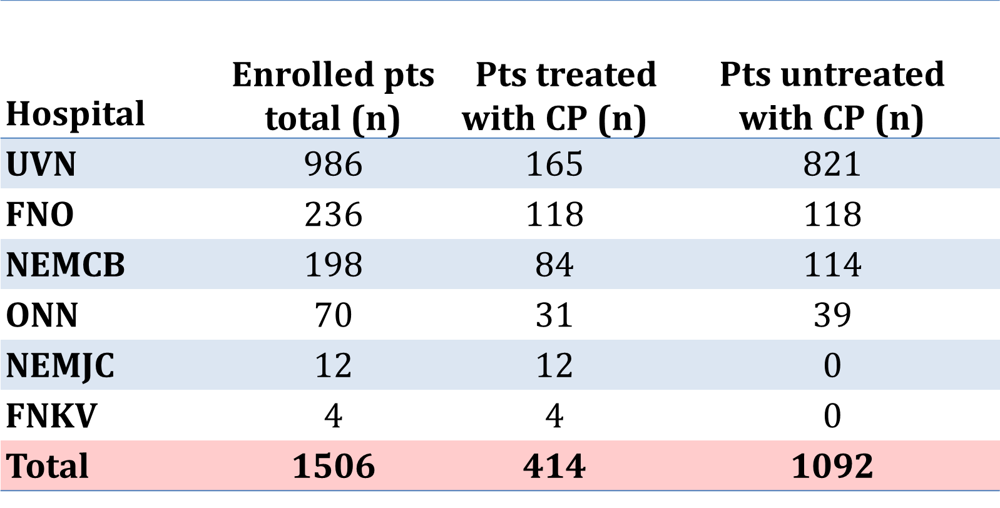 Hospital Enrolled pts total (n) Pts treated with CP (n) Pts untreated with CP (n)
UVN 986 165 821
FNO 236 118 118
NEMCB 198 84 114
ONN 70 31 39
NEMJC 12 12 0
FNKV 4 4 0
Total 1506 414 1092